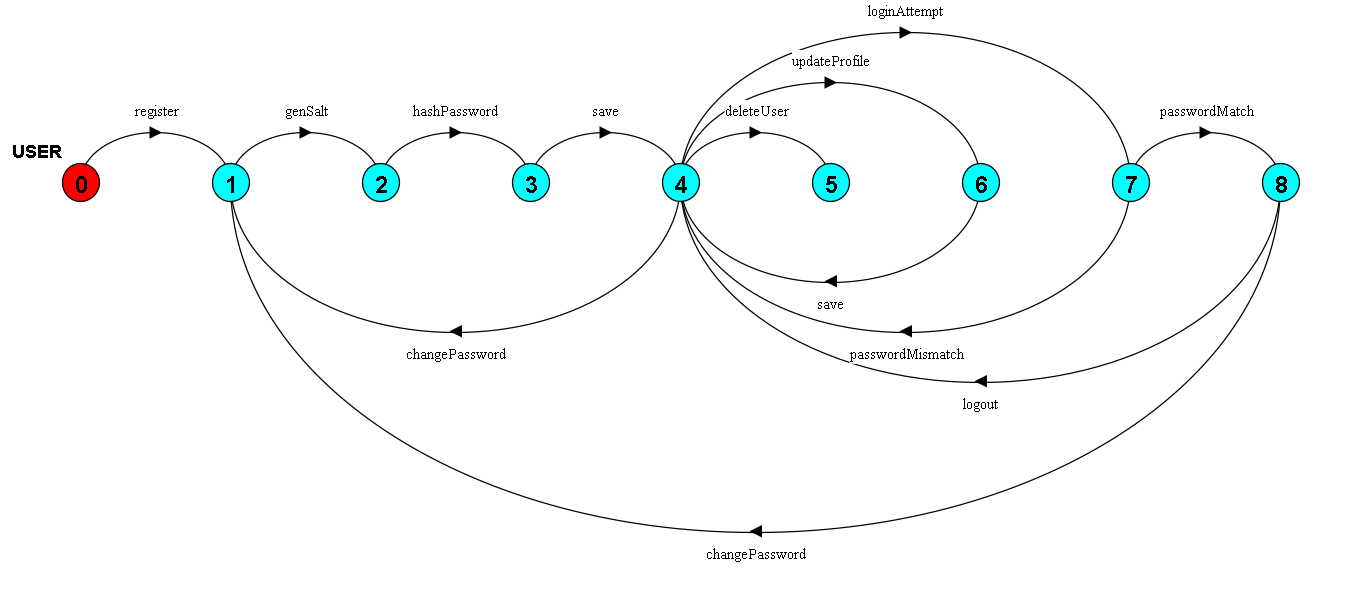 loginAttempt
updateProfile
register
genSalt
hashPassword
save
deleteUser
passwordMatch
USER
0 1 2 3 4 5 6 7 8
save
changePassword
passwordMismatch
logout
changePassword